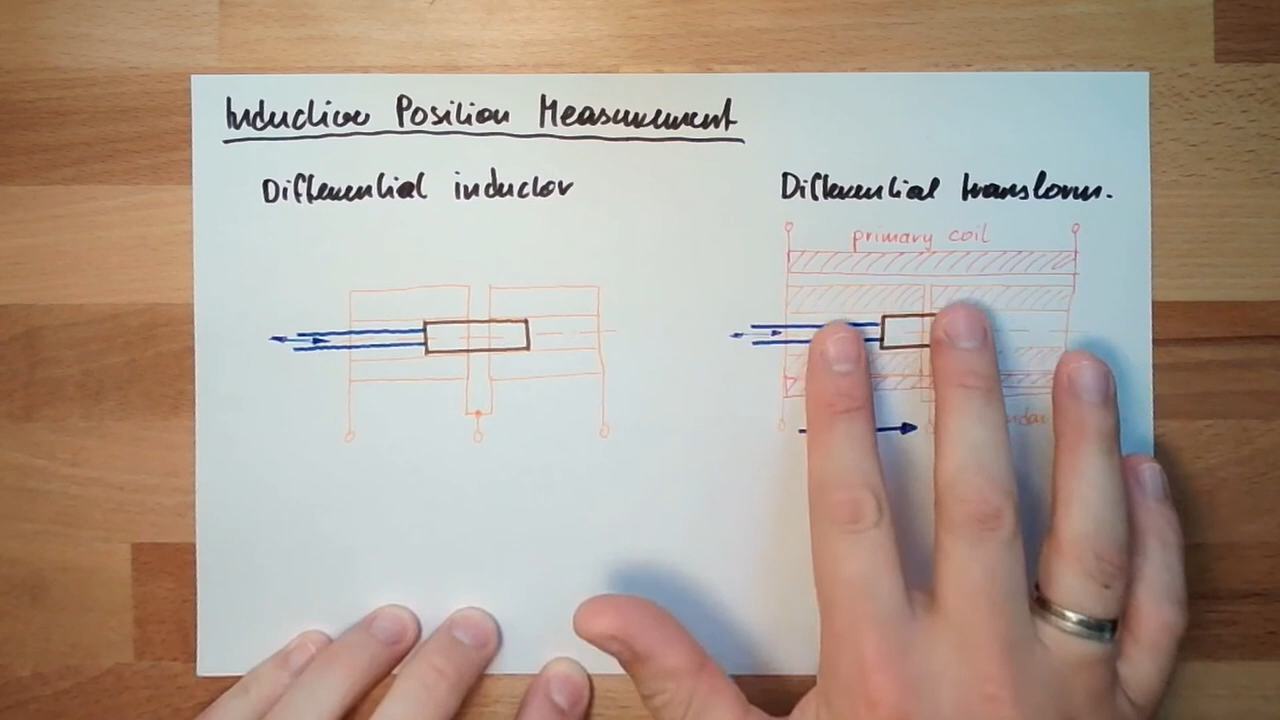 Inductive Position Measurement
Differential inductor
Differential transform.
primary coil